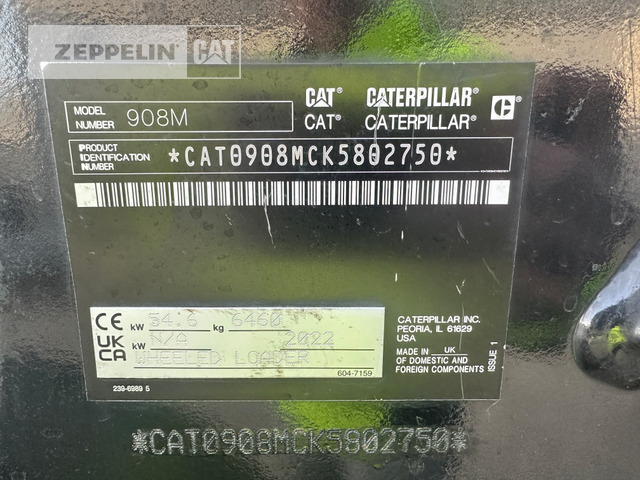 ZEPPELIN CAT
CAT CATERPILLAR C
CAT® CATERPILLAR®
MODEL NUMBER 908M
PRODUCT IDENTIFICATION NUMBER *CAT0908MCK5802750*
CE kW 54.6 kg 6460
UKCA kW N/A 2022
WHEELED LOADER
604-7159
239-6989 5
CATERPILLAR INC.
PEORIA, IL 61629
USA
MADE IN UK
OF DOMESTIC AND
FOREIGN COMPONENTS
ISSUE 1
*CAT0908MCK5802750*